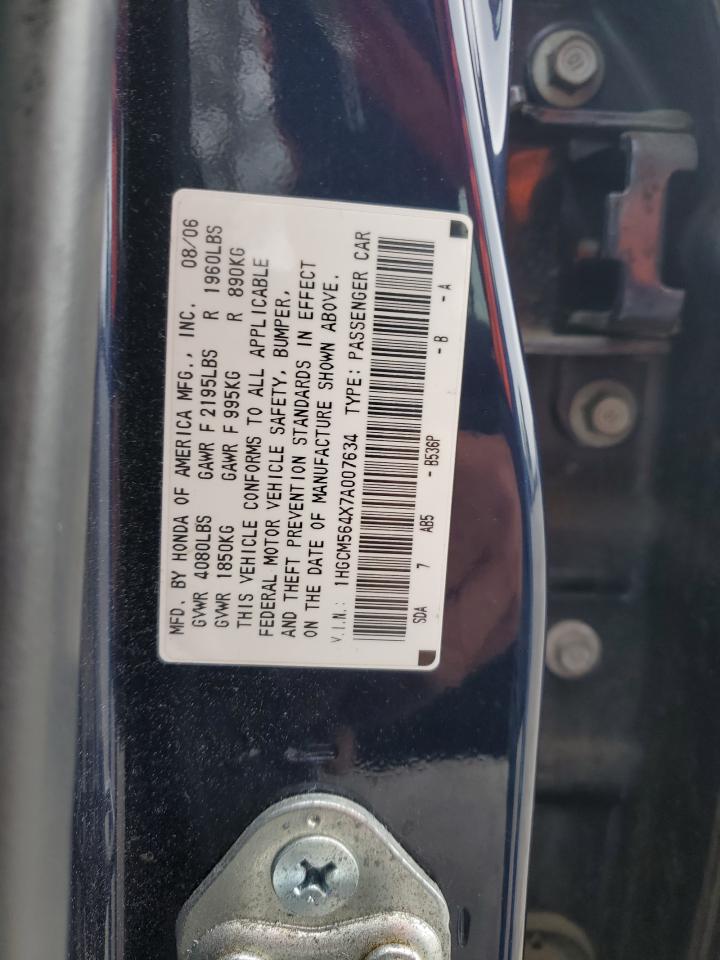 MFD. BY HONDA OF AMERICA MFG., INC. 08/06
GVWR 4080LBS GAWR F 2195LBS R 1960LBS
GVWR 1850KG GAWR F 995KG R 890KG
THIS VEHICLE CONFORMS TO ALL APPLICABLE
FEDERAL MOTOR VEHICLE SAFETY, BUMPER,
AND THEFT PREVENTION STANDARDS IN EFFECT
ON THE DATE OF MANUFACTURE SHOWN ABOVE.
V.I.N.: 1HGCM564X7A007634 TYPE: PASSENGER CAR
SDA 7 AB5 - B536P - B - A